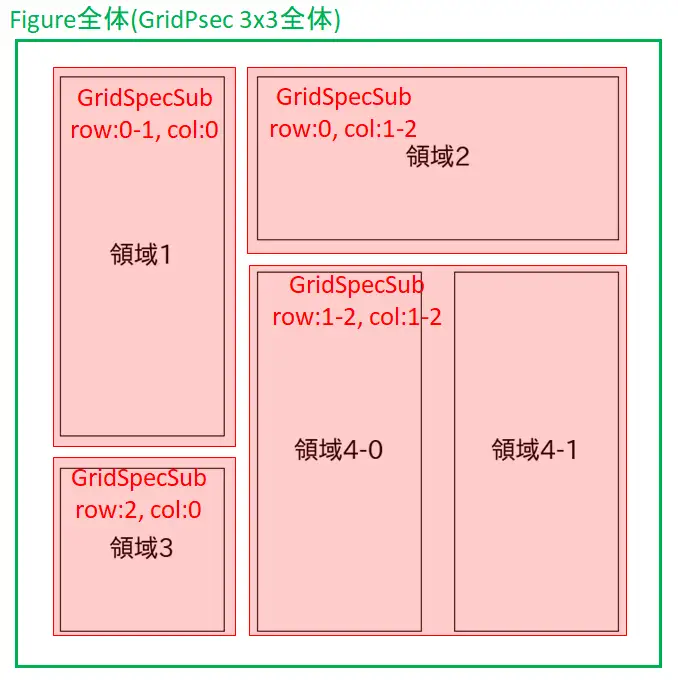 Figure全体(GridPsec 3x3全体)
GridSpecSub
row:0-1, col:0
領域1
GridSpecSub
row:0, col:1-2
領域2
GridSpecSub
row:2, col:0
領域3
GridSpecSub
row:1-2, col:1-2
領域4-0
領域4-1